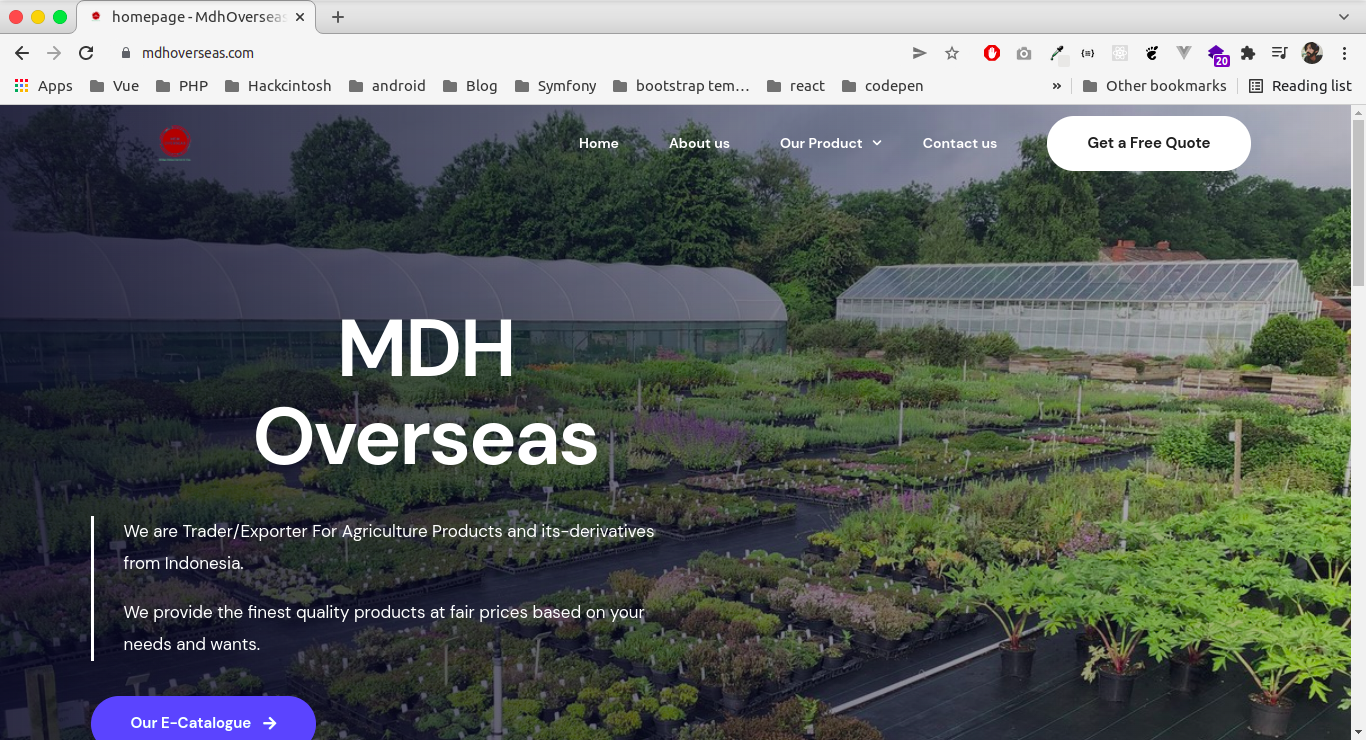 homepage - MdhOverseas
mdhoverseas.com
20
Apps
Vue
PHP
Hackintosh
android
Blog
Symfony
bootstrap tem...
react
codepen
»
Other bookmarks
Reading list
Home
About us
Our Product
Contact us
Get a Free Quote
MDH
Overseas
We are Trader/Exporter For Agriculture Products and its-derivatives
from Indonesia.
We provide the finest quality products at fair prices based on your
needs and wants.
Our E-Catalogue